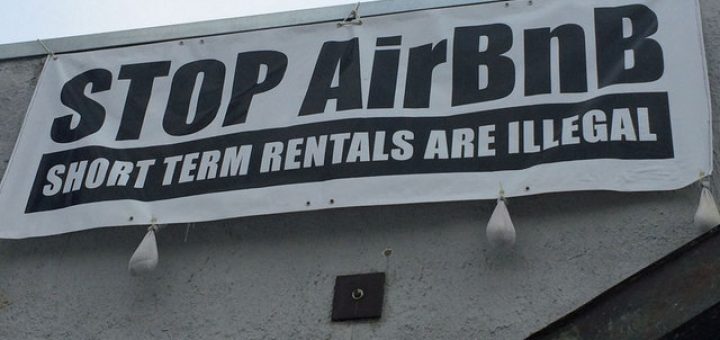 STOP AirBnB
SHORT TERM RENTALS ARE ILLEGAL